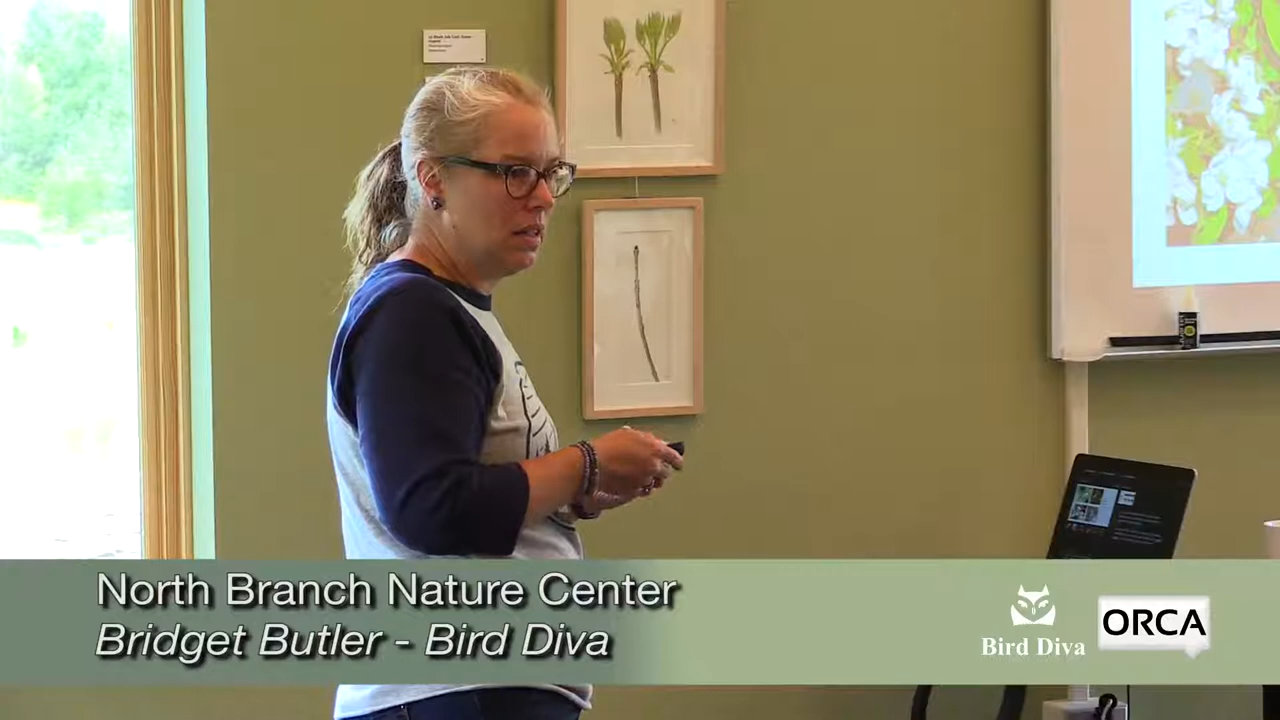 North Branch Nature Center
Bridget Butler - Bird Diva
Bird Diva
ORCA